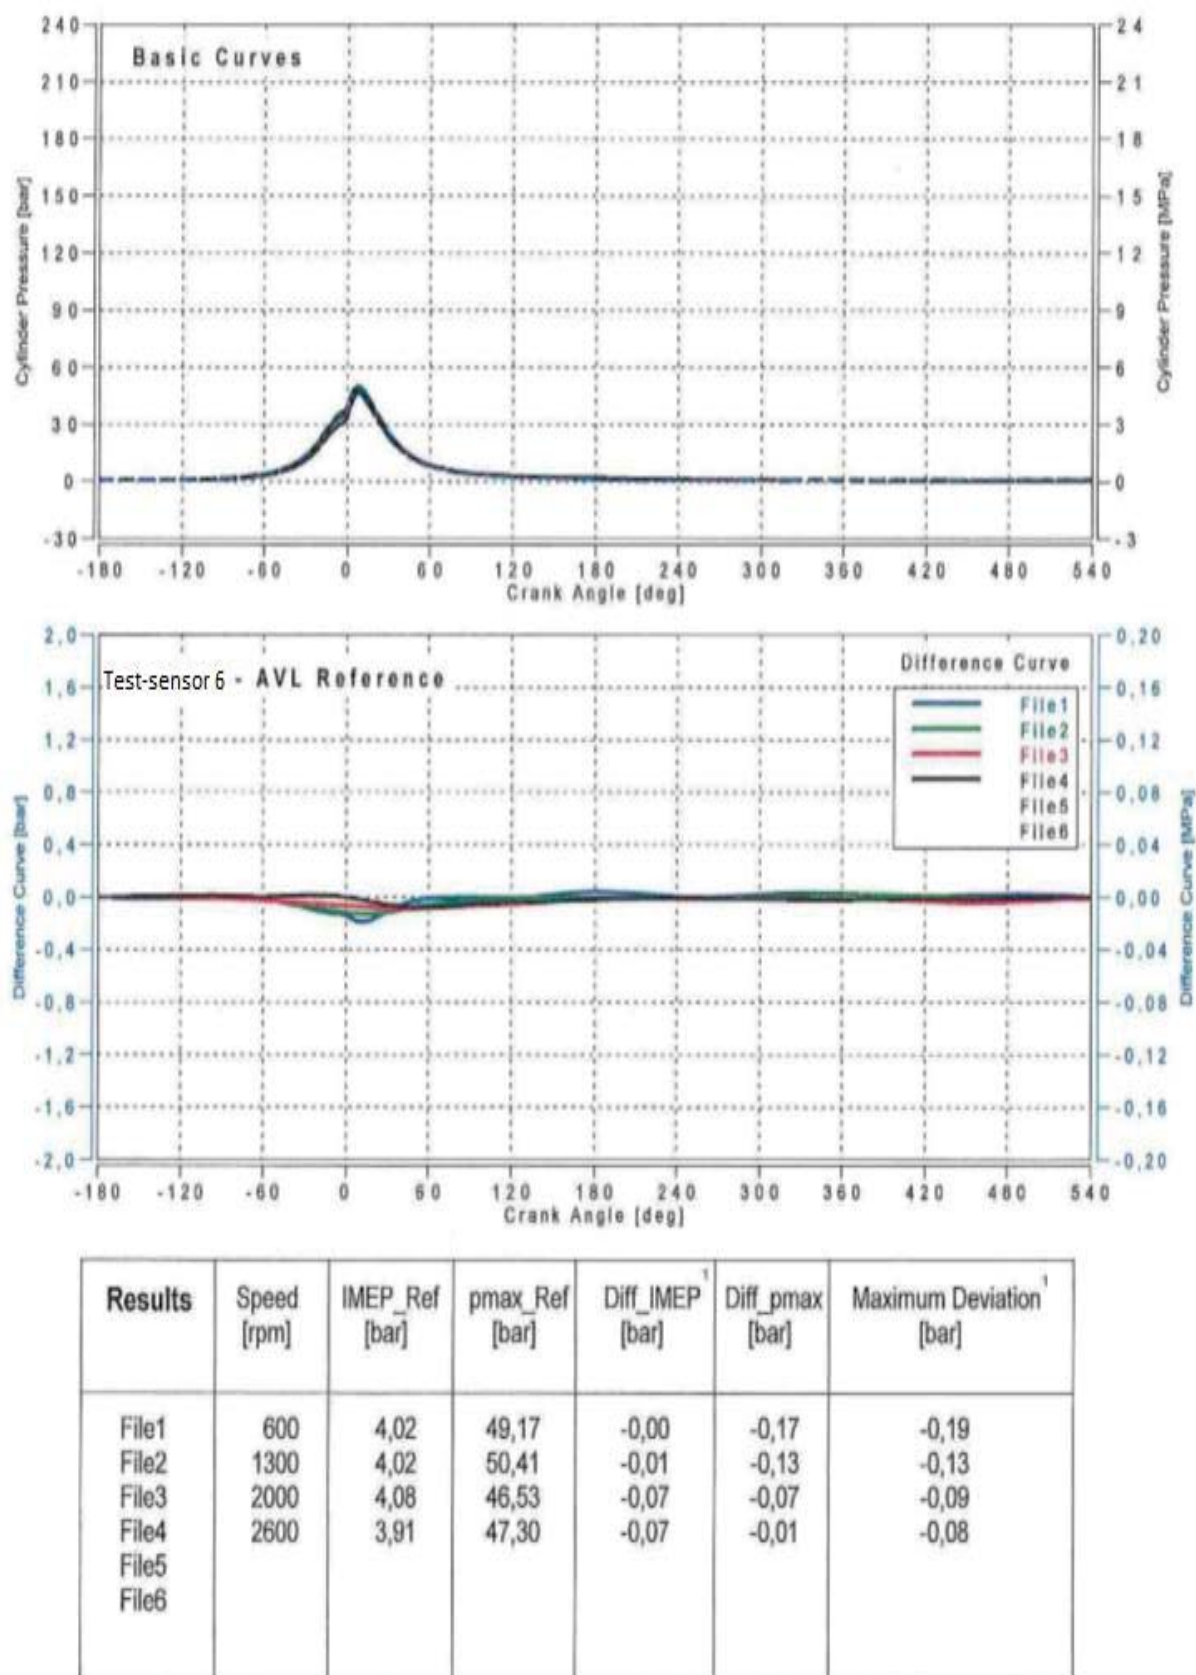 Basic Curves
240
210
180
150
120
90
60
30
0
-30
Cylinder Pressure [bar]
24
21
18
15
12
9
6
3
0
-3
Cylinder Pressure [MPa]
-180 -120 -60 0 60 120 180 240 300 360 420 480 540
Crank Angle [deg]
Test-sensor 6 - AVL Reference
2,0
1,6
1,2
0,8
0,4
0,0
-0,4
-0,8
-1,2
-1,6
-2,0
Difference Curve [bar]
Difference Curve
File1
File2
File3
File4
File5
File6
0,20
0,16
0,12
0,08
0,04
0,00
-0,04
-0,08
-0,12
-0,16
-0,20
Difference Curve [MPa]
-180 -120 -60 0 60 120 180 240 300 360 420 480 540
Crank Angle [deg]
Results Speed IMEP_Ref pmax_Ref Diff_IMEP 1 Diff_pmax Maximum Deviation 1
[rpm] [bar] [bar] [bar] [bar] [bar]
File1 600 4,02 49,17 -0,00 -0,17 -0,19
File2 1300 4,02 50,41 -0,01 -0,13 -0,13
File3 2000 4,08 46,53 -0,07 -0,07 -0,09
File4 2600 3,91 47,30 -0,07 -0,01 -0,08
File5
File6